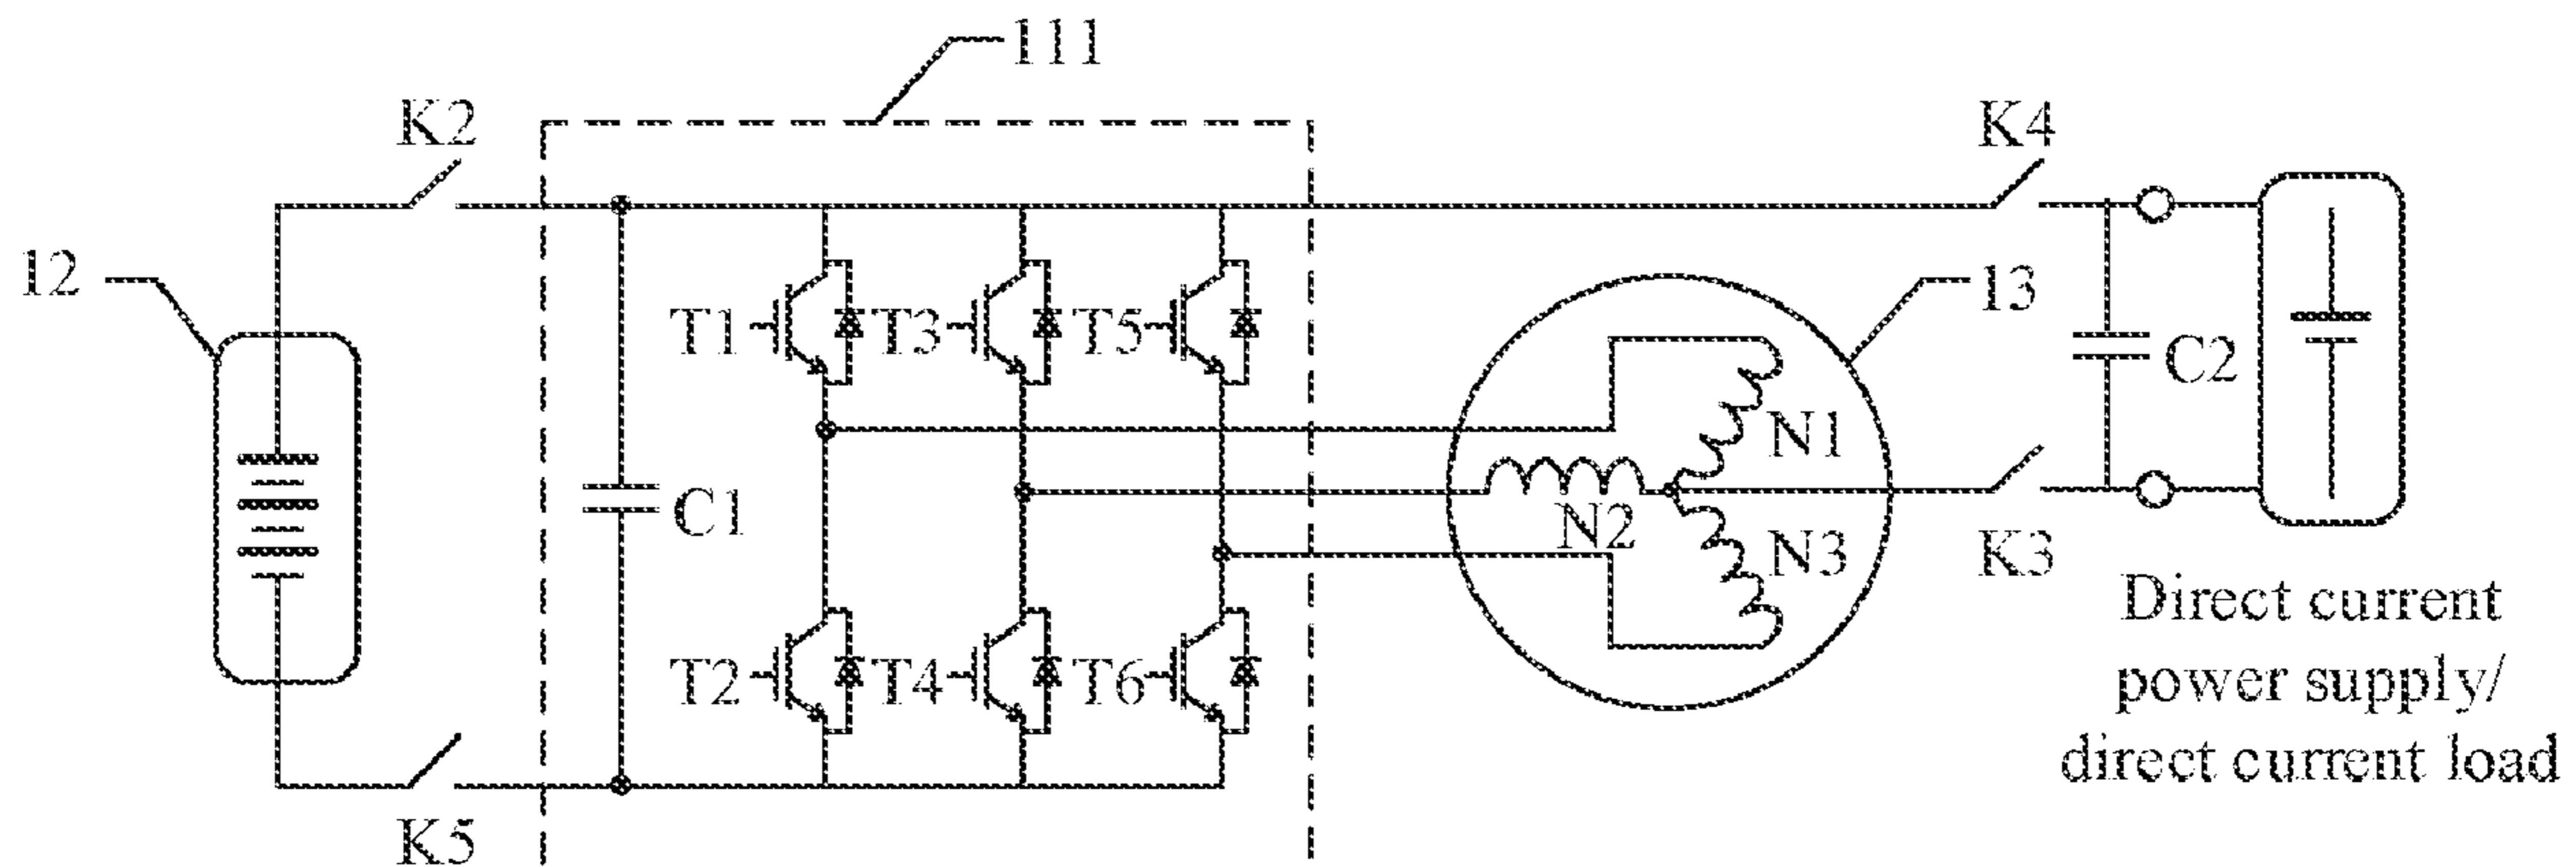 111
K2
K4
12
13
T1
T3
T5
C2
N1
C1
N2
N3
K3
T2
T4
T6
Direct current
power supply/
direct current load
K5